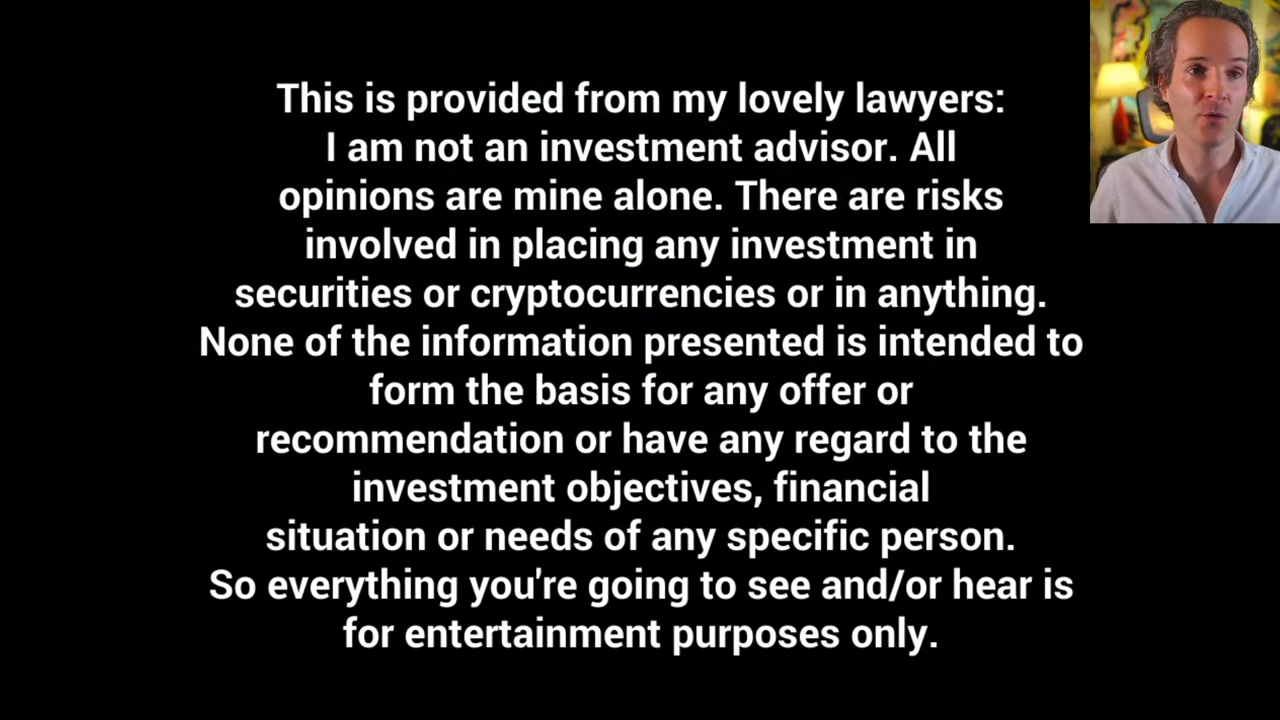 This is provided from my lovely lawyers:
I am not an investment advisor. All
opinions are mine alone. There are risks
involved in placing any investment in
securities or cryptocurrencies or in anything.
None of the information presented is intended to
form the basis for any offer or
recommendation or have any regard to the
investment objectives, financial
situation or needs of any specific person.
So everything you're going to see and/or hear is
for entertainment purposes only.